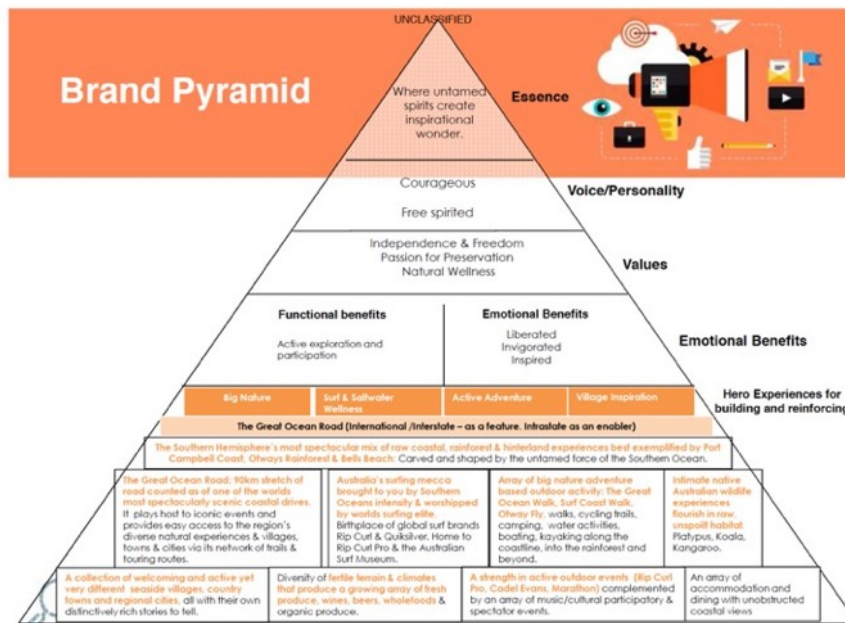 UNCLASSIFIED
Brand Pyramid
Where untamed
spirits create
inspirational
wonder.
Essence
Courageous
Free spirited
Voice/Personality
Independence & Freedom
Passion for Preservation
Natural Wellness
Values
Functional benefits
Active exploration and
participation
Emotional Benefits
Liberated
Invigorated
Inspired
Emotional Benefits
Big Nature
Surf & Saltwater
Wellness
Active Adventure
Village Inspiration
Hero Experiences for
building and reinforcing
The Great Ocean Road (International /Interstate – as a feature. Intrastate as an enabler)
The Southern Hemisphere's most spectacular mix of raw coastal, rainforest & hinterland experiences best exemplified by Port
Campbell Coast, Otways Rainforest & Bells Beach: Carved and shaped by the untamed force of the Southern Ocean.
The Great Ocean Road; 90km stretch of
road counted as of one of the worlds
most spectacularly scenic coastal drives.
It plays host to iconic events and
provides easy access to the region's
diverse natural experiences & villages,
towns & cities via its network of trails &
touring routes.
Australia's surfing mecca
brought to you by Southern
Oceans intensity & worshipped
by worlds surfing elite.
Birthplace of global surf brands
Rip Curl & Quiksilver. Home to
Rip Curl Pro & the Australian
Surf Museum.
Array of big nature adventure
based outdoor activity: The Great
Ocean Walk, Surf Coast Walk,
Otway Fly, walks, cycling trails,
camping, water activities,
boating, kayaking along the
coastline, into the rainforest and
beyond.
Intimate native
Australian wildlife
experiences
flourish in raw,
unspoilt habitat.
Platypus, Koala,
Kangaroo.
A collection of welcoming and active yet
very different seaside villages, country
towns and regional cities, all with their own
distinctively rich stories to tell.
Diversity of fertile terrain & climates
that produce a growing array of fresh
produce, wines, beers, wholefoods &
organic produce.
A strength in active outdoor events (Rip Curl
Pro, Cadel Evans, Marathon) complemented
by an array of music/cultural participatory &
spectator events.
An array of
accommodation and
dining with unobstructed
coastal views